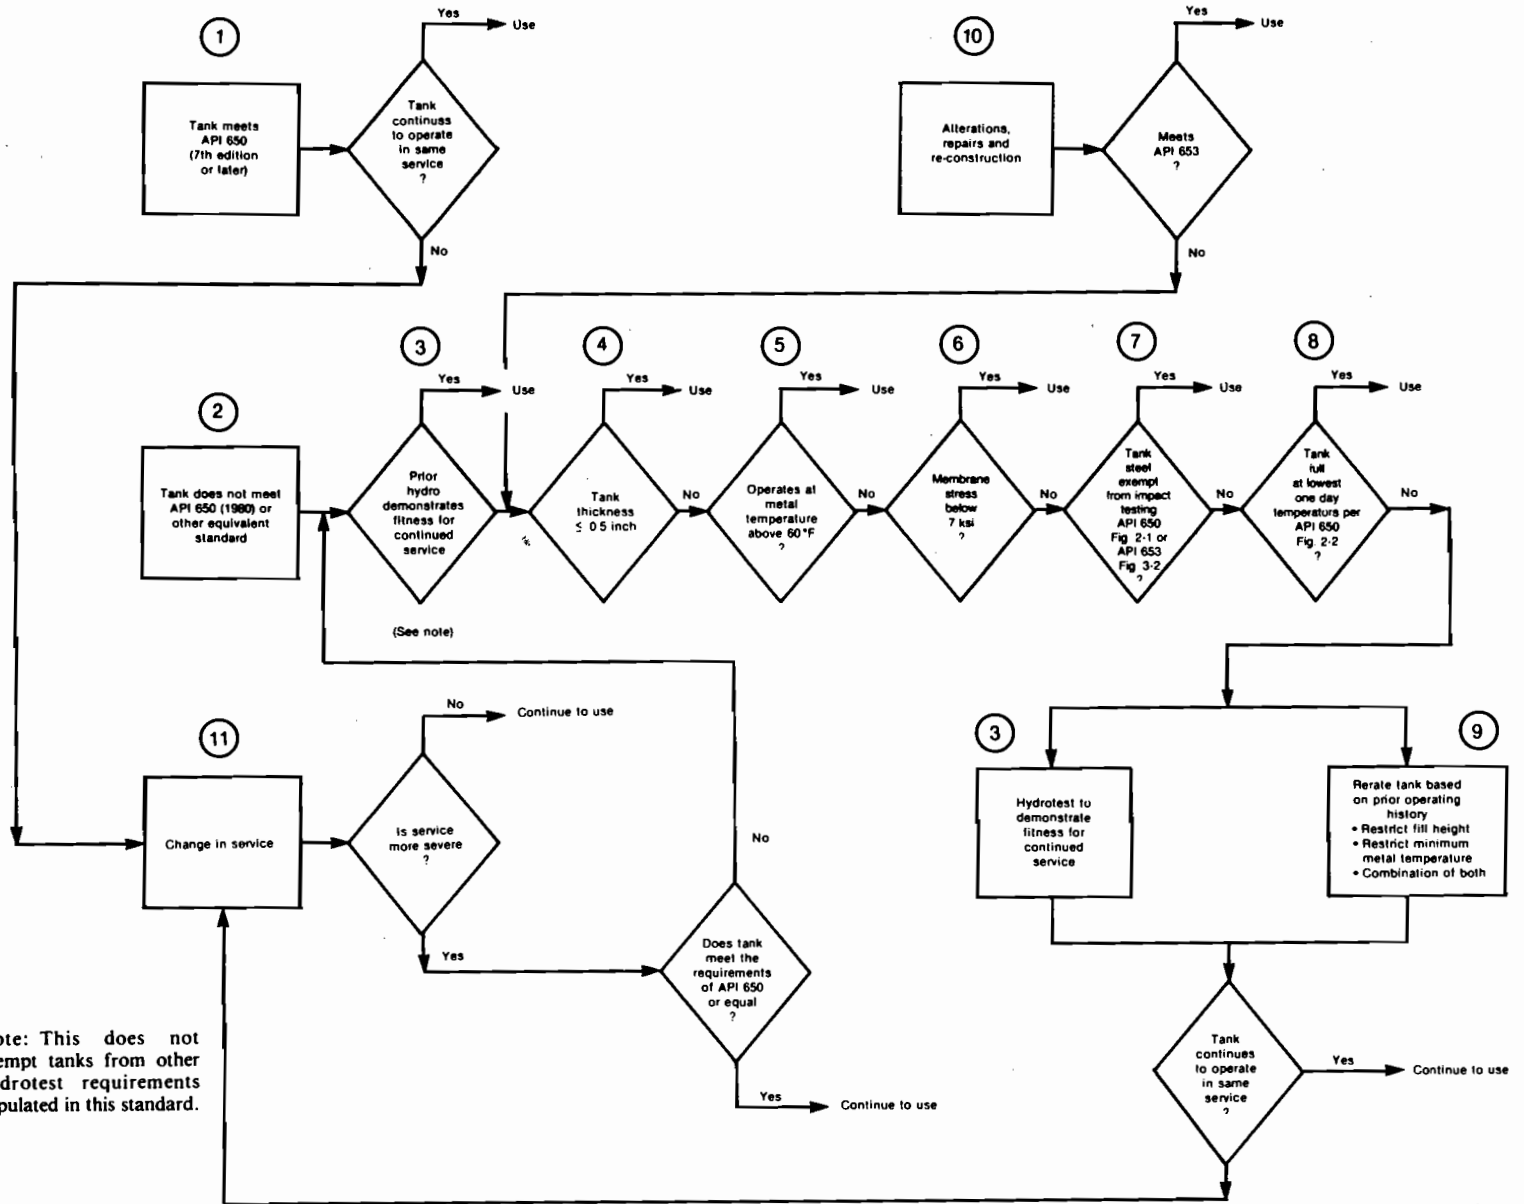 1
Tank meets
API 650
(7th edition
or later)
Tank
continuss
to operate
in same
service
?
Yes
Use
No
10
Alterations,
repairs and
re-construction
Meets
API 653
?
Yes
Use
No
2
Tank does not meet
API 650 (1980) or
other equivalent
standard
3
Yes
Use
Prior
hydro
demonstrates
fitness for
continued
service
(See note)
4
Yes
Use
Tank
thickness
≤ 0 5 inch
No
5
Yes
Use
Operates at
metal
temperature
above 60°F
?
No
6
Yes
Use
Membrane
stress
below
7 ksi
?
No
7
Yes
Use
Tank
steel
exempt
from impact
testing
API 650
Fig 2-1 or
API 653
Fig 3-2
?
No
8
Yes
Use
Tank
full
at lowest
one day
temperators per
API 650
Fig. 2-2
?
No
11
Change in service
Is service
more severe
?
No
Continue to use
Yes
Does tank
meet the
requirements
of API 650
or equal
?
No
Yes
Continue to use
3
Hydrotest to
demonstrate
fitness for
continued
service
9
Rerate tank based
on prior operating
history
• Restrict fill height
• Restrict minimum
metal temperature
• Combination of both
Tank
continues
to operate
in same
service
?
Yes
Continue to use
ote: This does not
empt tanks from other
drotest requirements
pulated in this standard.